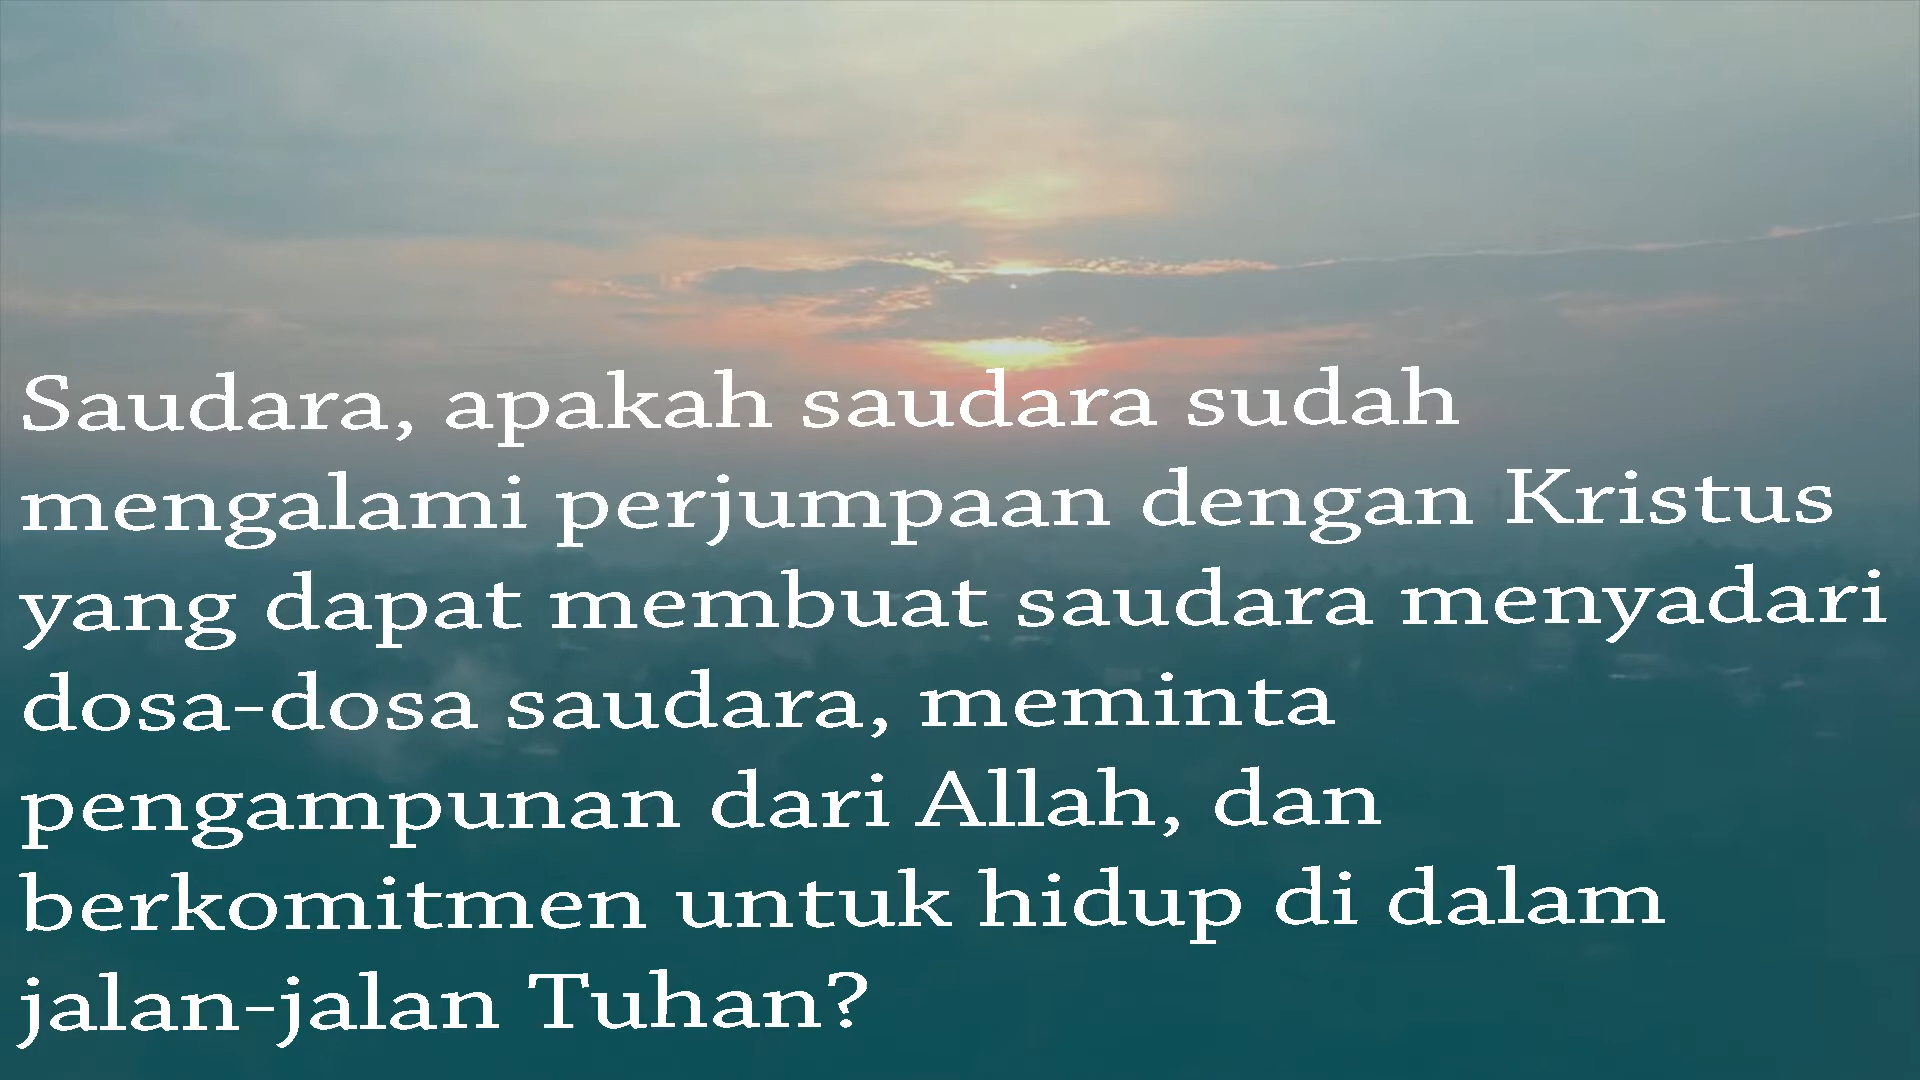 Saudara, apakah saudara sudah
mengalami perjumpaan dengan Kristus
yang dapat membuat saudara menyadari
dosa-dosa saudara, meminta
pengampunan dari Allah, dan
berkomitmen untuk hidup di dalam
jalan-jalan Tuhan?